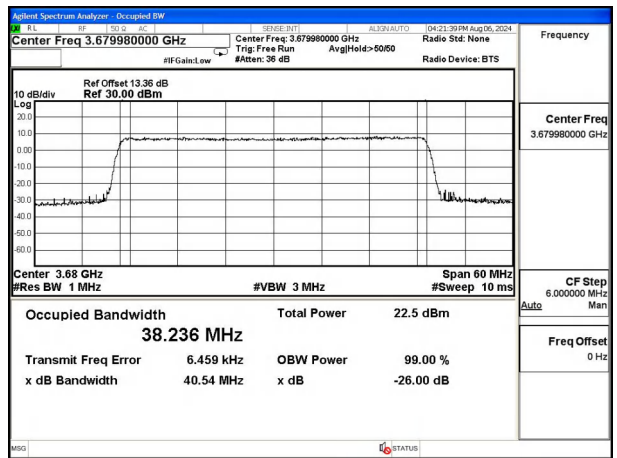 Agilent Spectrum Analyzer - Occupied BW
RL RF 50 Ω AC SENSE:INT ALIGN AUTO 04:21:39 PM Aug 06, 2024
Center Freq 3.679980000 GHz
Center Freq: 3.679980000 GHz
Radio Std: None
Trig: Free Run Avg|Hold:>50/50
#IFGain:Low #Atten: 36 dB Radio Device: BTS
Frequency
Ref Offset 13.36 dB
10 dB/div Ref 30.00 dBm
Log
20.0
10.0
0.00
-10.0
-20.0
-30.0
-40.0
-50.0
-60.0
Center 3.68 GHz Span 60 MHz
#Res BW 1 MHz #VBW 3 MHz #Sweep 10 ms
Occupied Bandwidth Total Power 22.5 dBm
38.236 MHz
Transmit Freq Error 6.459 kHz OBW Power 99.00 %
x dB Bandwidth 40.54 MHz x dB -26.00 dB
Center Freq
3.679980000 GHz
CF Step
6.000000 MHz
Auto Man
Freq Offset
0 Hz
MSG STATUS